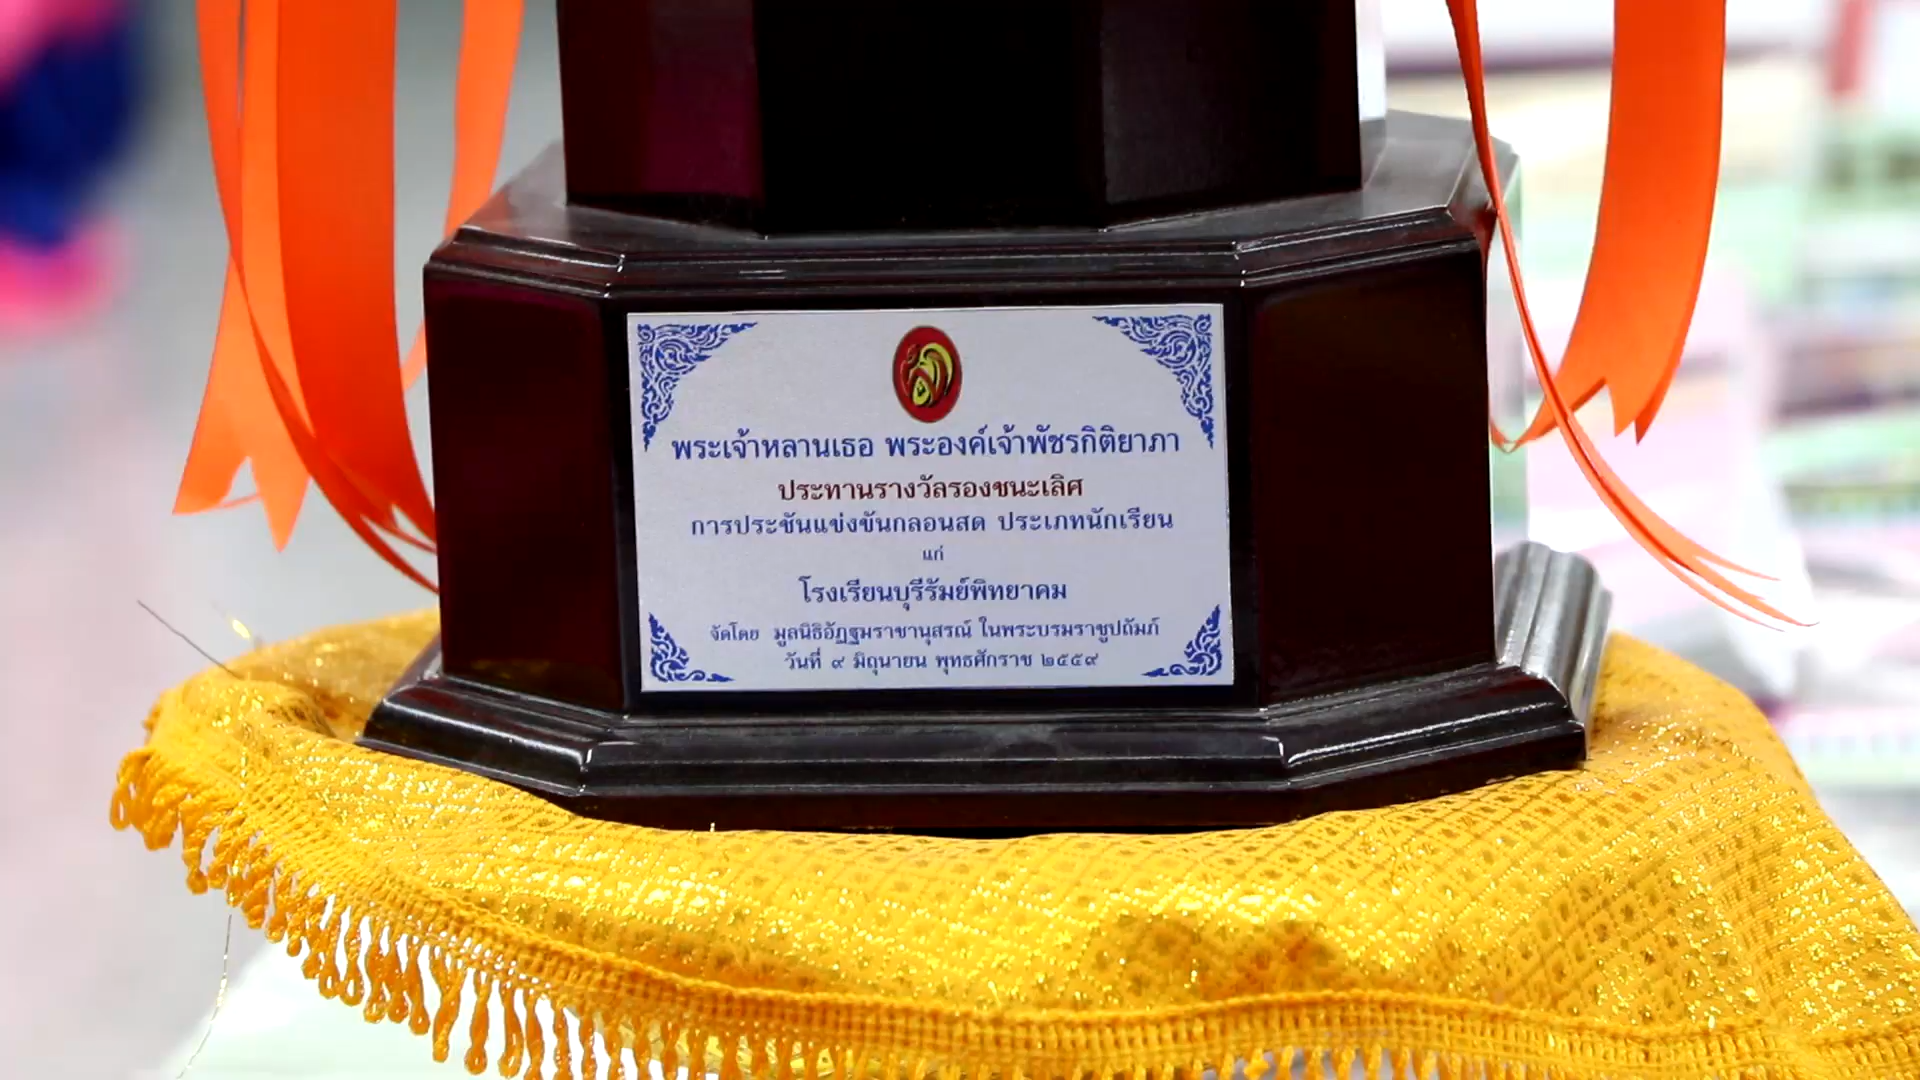 พระเจ้าหลานเธอ พระองค์เจ้าพัชรกิติยาภา
ประทานรางวัลรองชนะเลิศ
การประชันแข่งขันกลอนสด ประเภทนักเรียน
แก่
โรงเรียนบุรีรัมย์พิทยาคม
จัดโดย มูลนิธิอัฏฐมราชานุสรณ์ ในพระบรมราชูปถัมภ์
วันที่ ๙ มิถุนายน พุทธศักราช ๒๕๕๙